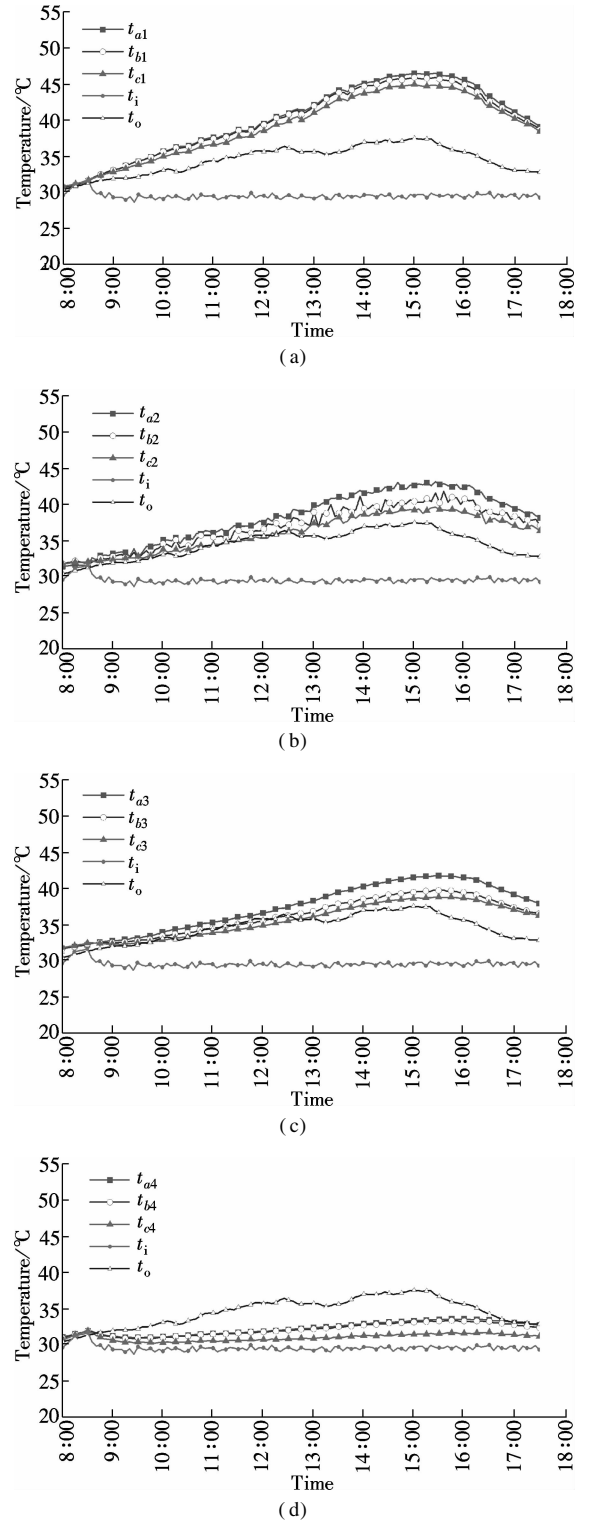 55
50
45
40
35
30
25
20
Temperature/℃
t_a1
t_b1
t_c1
t_i
t_o
8:00
9:00
10:00
11:00
12:00
13:00
14:00
15:00
16:00
17:00
18:00
Time
(a)
55
50
45
40
35
30
25
20
Temperature/℃
t_a2
t_b2
t_c2
t_i
t_o
8:00
9:00
10:00
11:00
12:00
13:00
14:00
15:00
16:00
17:00
18:00
Time
(b)
55
50
45
40
35
30
25
20
Temperature/℃
t_a3
t_b3
t_c3
t_i
t_o
8:00
9:00
10:00
11:00
12:00
13:00
14:00
15:00
16:00
17:00
18:00
Time
(c)
55
50
45
40
35
30
25
20
Temperature/℃
t_a4
t_b4
t_c4
t_i
t_o
8:00
9:00
10:00
11:00
12:00
13:00
14:00
15:00
16:00
17:00
18:00
Time
(d)